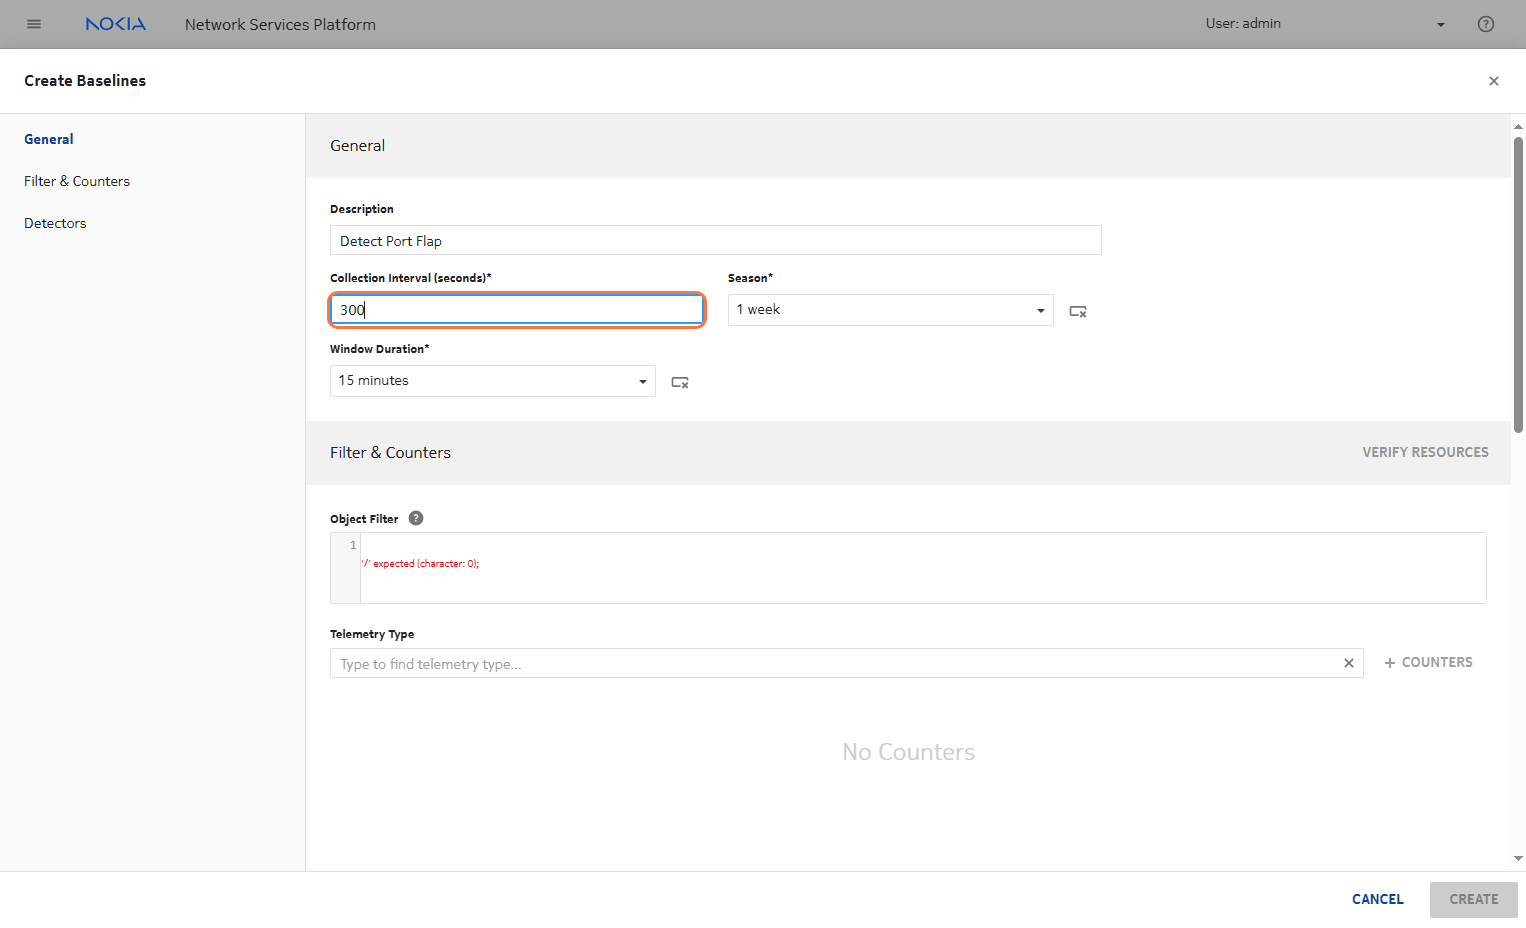 NOKIA Network Services Platform User: admin
Create Baselines
General
Filter & Counters
Detectors
General
Description
Detect Port Flap
Collection Interval (seconds)* Season*
300 1 week
Window Duration*
15 minutes
Filter & Counters VERIFY RESOURCES
Object Filter ?
1
'/' expected (character: 0);
Telemetry Type
Type to find telemetry type... + COUNTERS
No Counters
CANCEL CREATE